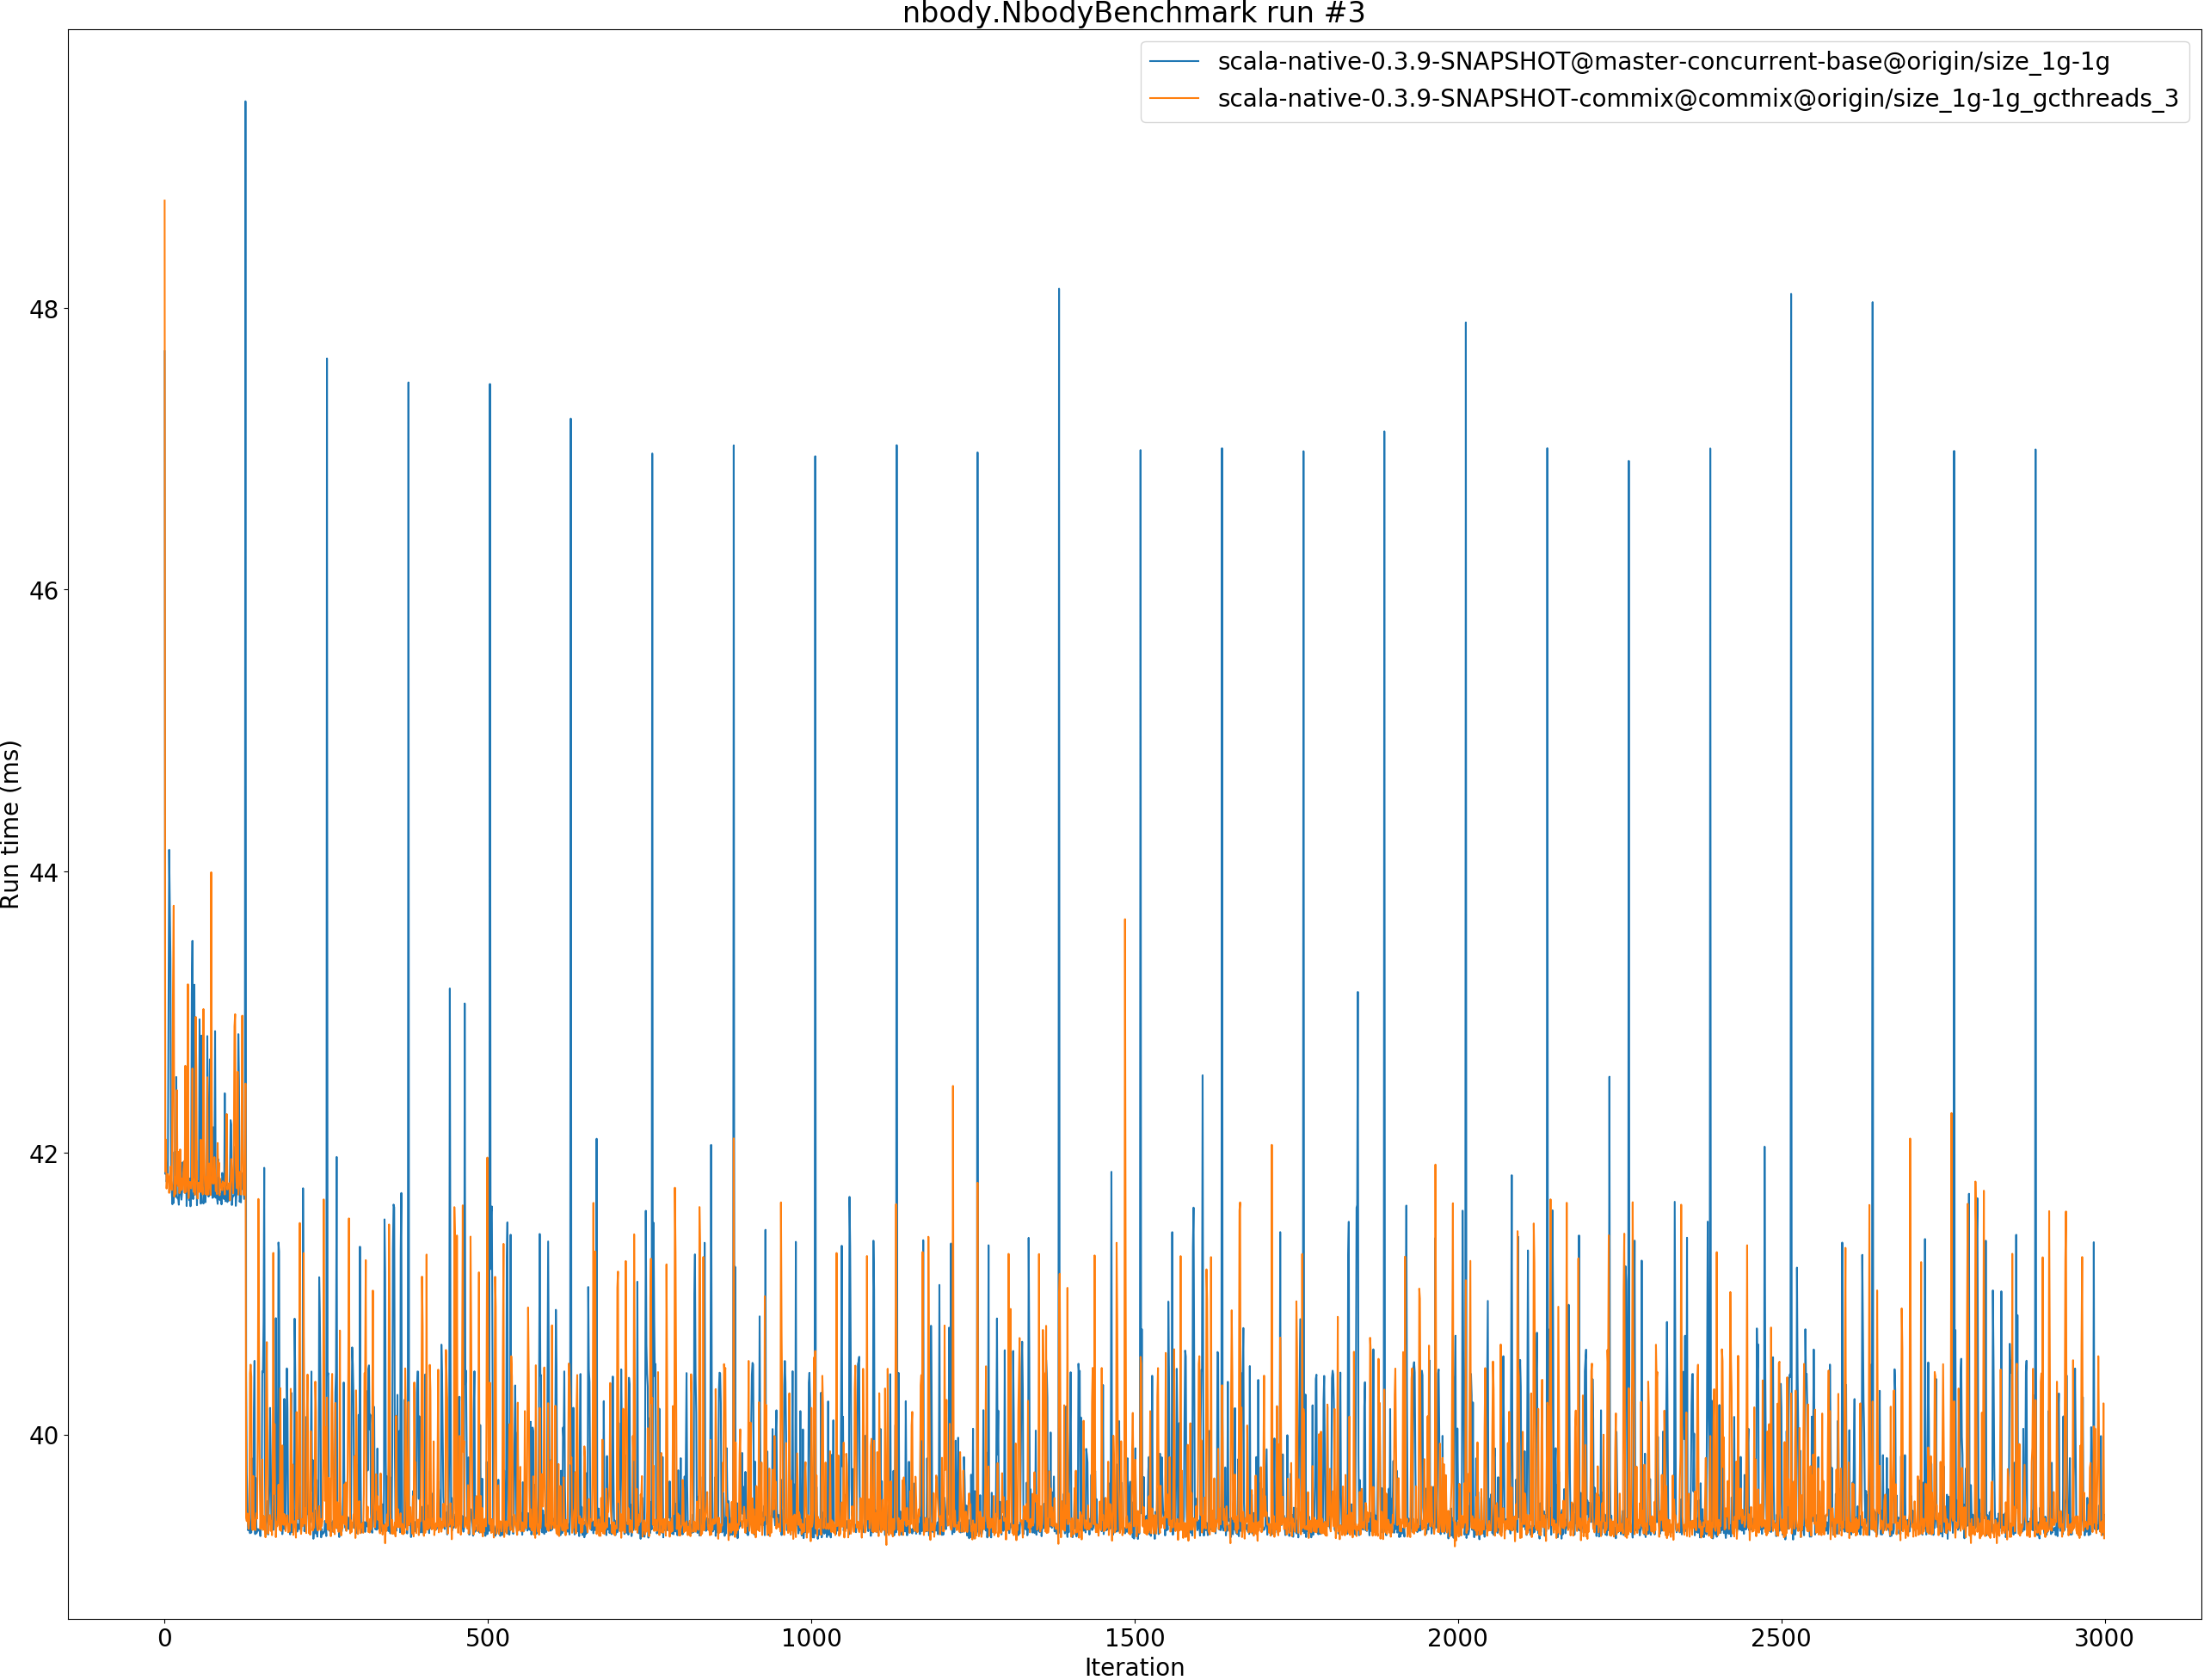 nbody.NbodyBenchmark run #3
scala-native-0.3.9-SNAPSHOT@master-concurrent-base@origin/size_1g-1g
scala-native-0.3.9-SNAPSHOT-commix@commix@origin/size_1g-1g_gcthreads_3
48
46
44
42
40
Run time (ms)
0 500 1000 1500 2000 2500 3000
Iteration